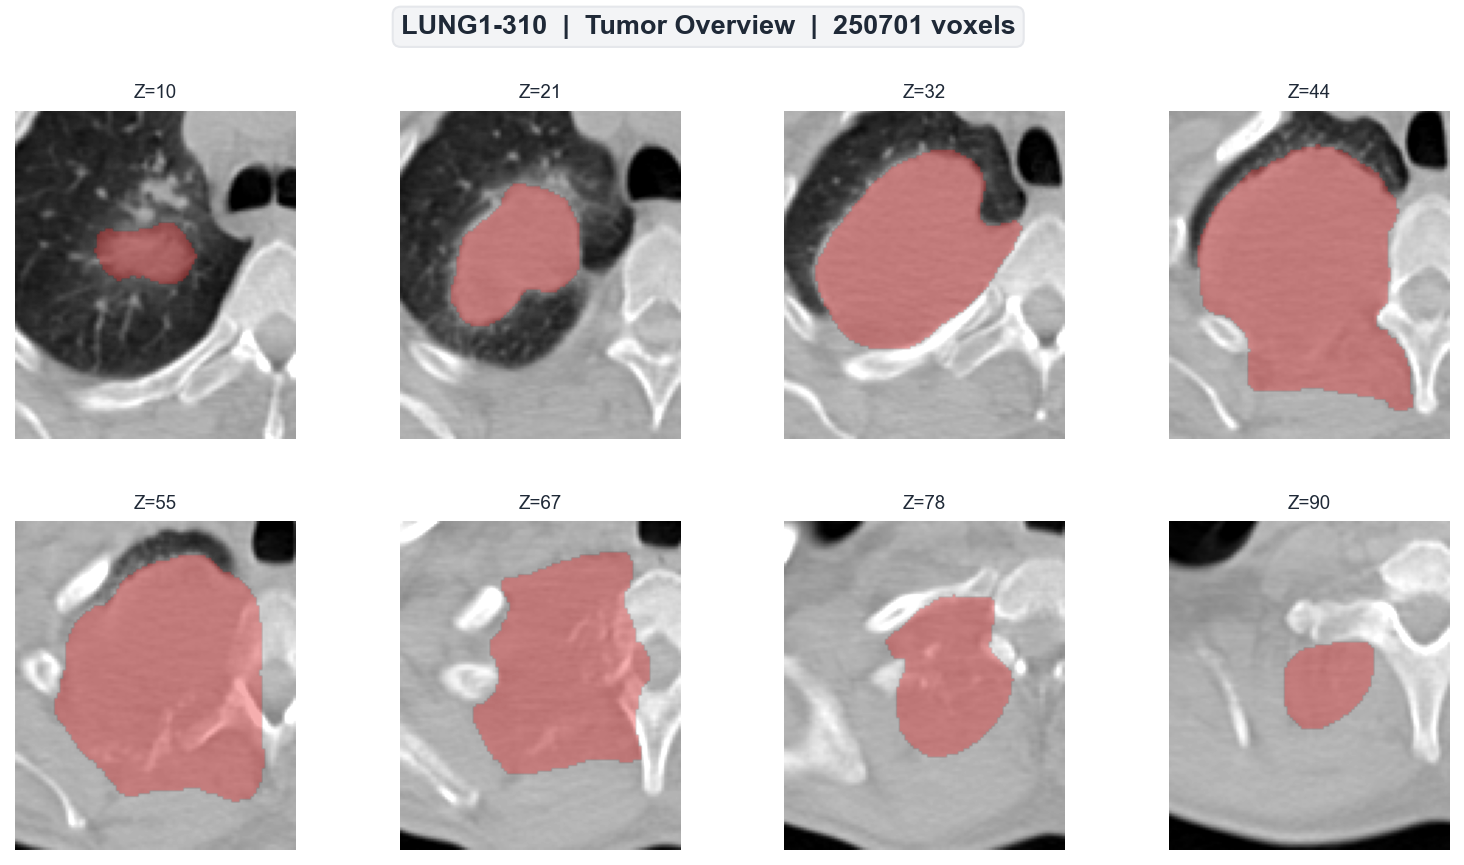 LUNG1-310 | Tumor Overview | 250701 voxels
Z=10
Z=21
Z=32
Z=44
Z=55
Z=67
Z=78
Z=90